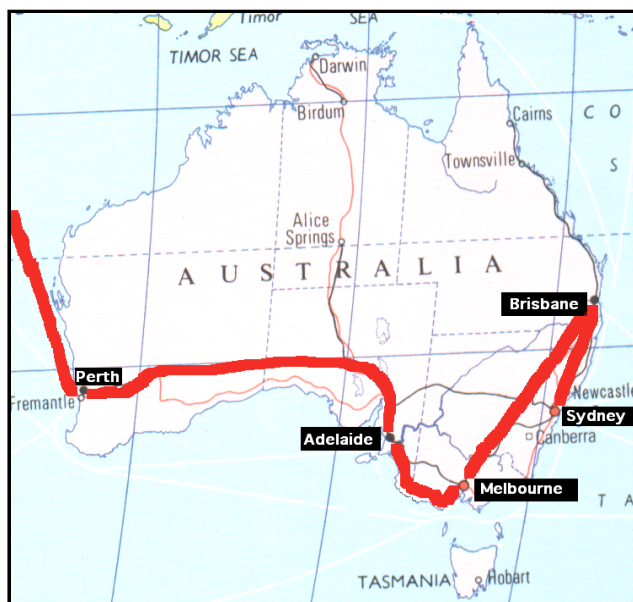 Timor
Timor
SEA
TIMOR SEA
Darwin
Birdum
Cairns
C O
Townsville
S
Alice
Springs
AUSTRALIA
Brisbane
Perth
Fremantle
Newcastle
Sydney
Adelaide
Canberra
Melbourne
T A
TASMANIA
Hobart